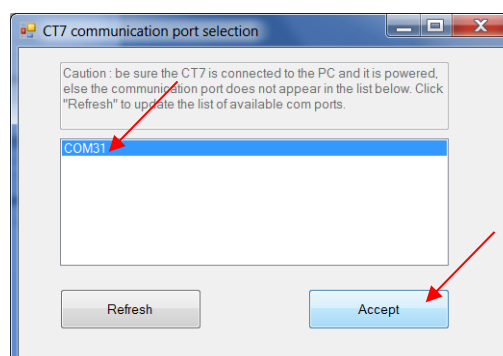 CT7 communication port selection
Caution : be sure the CT7 is connected to the PC and it is powered,
else the communication port does not appear in the list below. Click
"Refresh" to update the list of available com ports.
COM31
Refresh
Accept